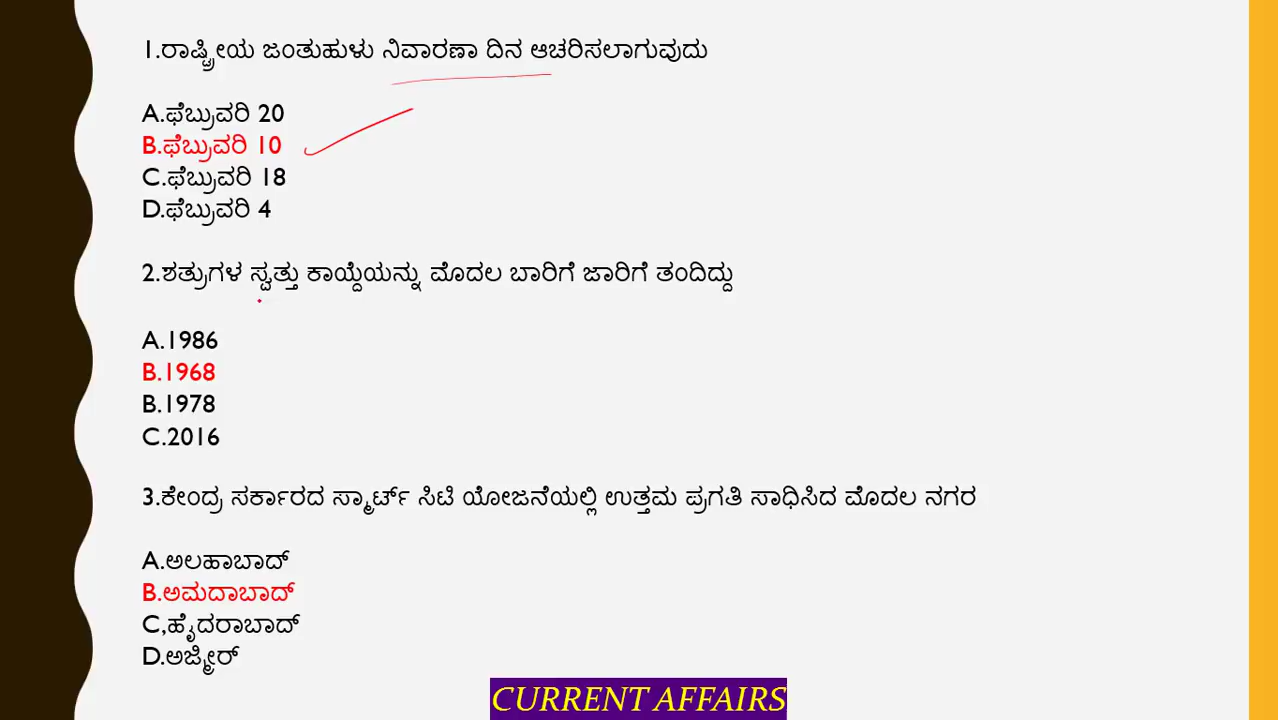 1.ರಾಷ್ಟ್ರೀಯ ಜಂತುಹುಳು ನಿವಾರಣಾ ದಿನ ಆಚರಿಸಲಾಗುವುದು
A.ಫೆಬ್ರುವರಿ 20
B.ಫೆಬ್ರುವರಿ 10
C.ಫೆಬ್ರುವರಿ 18
D.ಫೆಬ್ರುವರಿ 4
2.ಶತ್ರುಗಳ ಸ್ವತ್ತು ಕಾಯ್ದೆಯನ್ನು ಮೊದಲ ಬಾರಿಗೆ ಜಾರಿಗೆ ತಂದಿದ್ದು
A.1986
B.1968
B.1978
C.2016
3.ಕೇಂದ್ರ ಸರ್ಕಾರದ ಸ್ಮಾರ್ಟ್ ಸಿಟಿ ಯೋಜನೆಯಲ್ಲಿ ಉತ್ತಮ ಪ್ರಗತಿ ಸಾಧಿಸಿದ ಮೊದಲ ನಗರ
A.ಅಲಹಾಬಾದ್
B.ಅಮದಾಬಾದ್
C,ಹೈದರಾಬಾದ್
D.ಅಜ್ಮೀರ್
CURRENT AFFAIRS